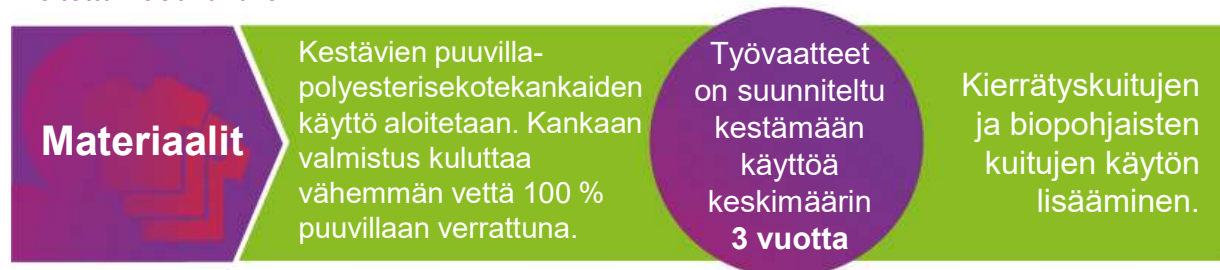 Materiaalit
Kestävien puuvilla-
polyesterisekotekankaiden
käyttö aloitetaan. Kankaan
valmistus kuluttaa
vähemmän vettä 100 %
puuvillaan verrattuna.
Työvaatteet
on suunniteltu
kestämään
käyttöä
keskimäärin
3 vuotta
Kierrätyskuitujen
ja biopohjaisten
kuitujen käytön
lisääminen.